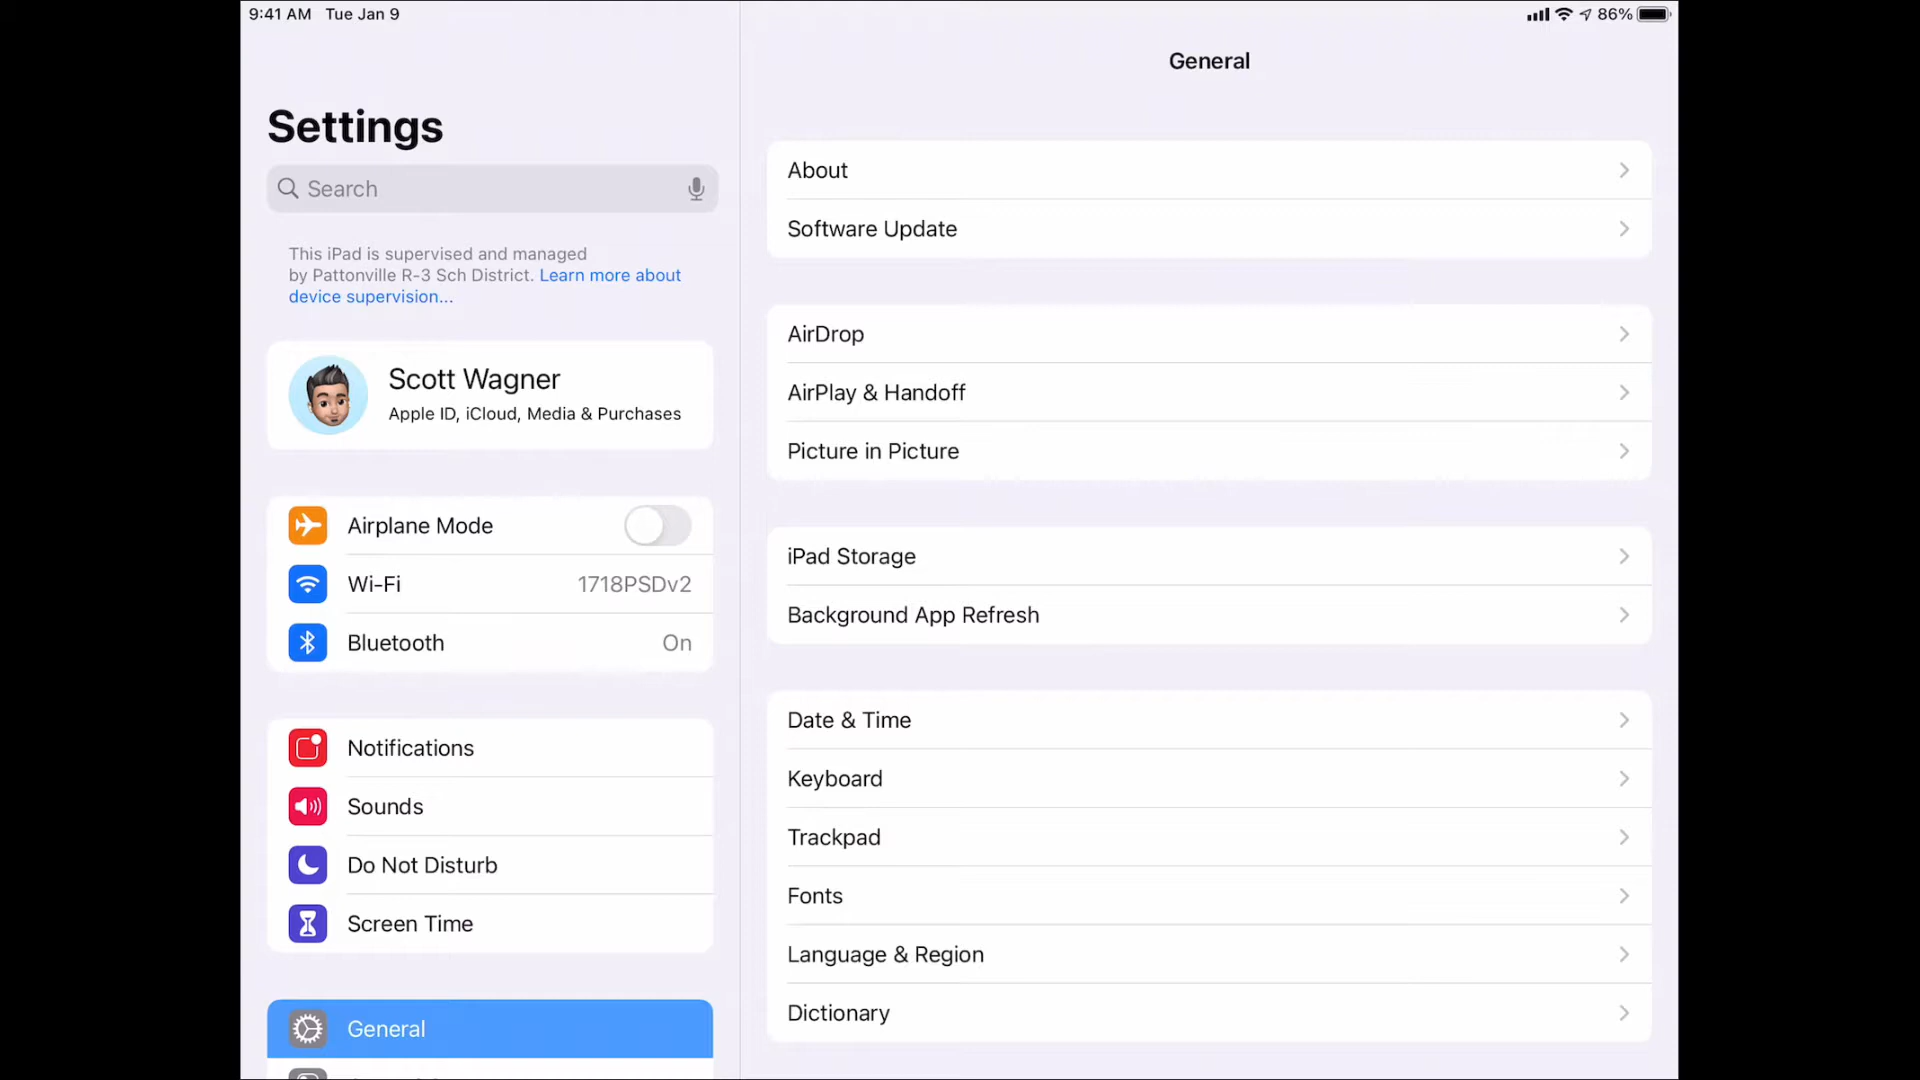 9:41 AM Tue Jan 9
86%
Settings
Search
This iPad is supervised and managed
by Pattonville R-3 Sch District. Learn more about
device supervision...
Scott Wagner
Apple ID, iCloud, Media & Purchases
Airplane Mode
Wi-Fi 1718PSDv2
Bluetooth On
Notifications
Sounds
Do Not Disturb
Screen Time
General
General
About
Software Update
AirDrop
AirPlay & Handoff
Picture in Picture
iPad Storage
Background App Refresh
Date & Time
Keyboard
Trackpad
Fonts
Language & Region
Dictionary